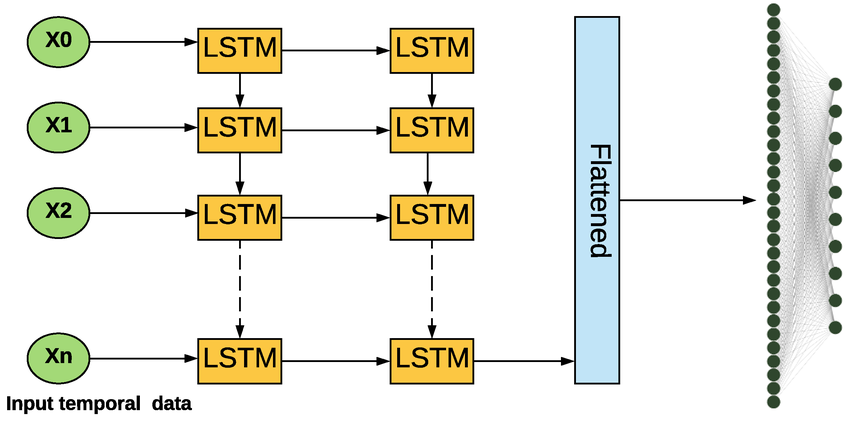 X0
LSTM
LSTM
X1
LSTM
LSTM
X2
LSTM
LSTM
Flattened
Xn
LSTM
LSTM
Input temporal data